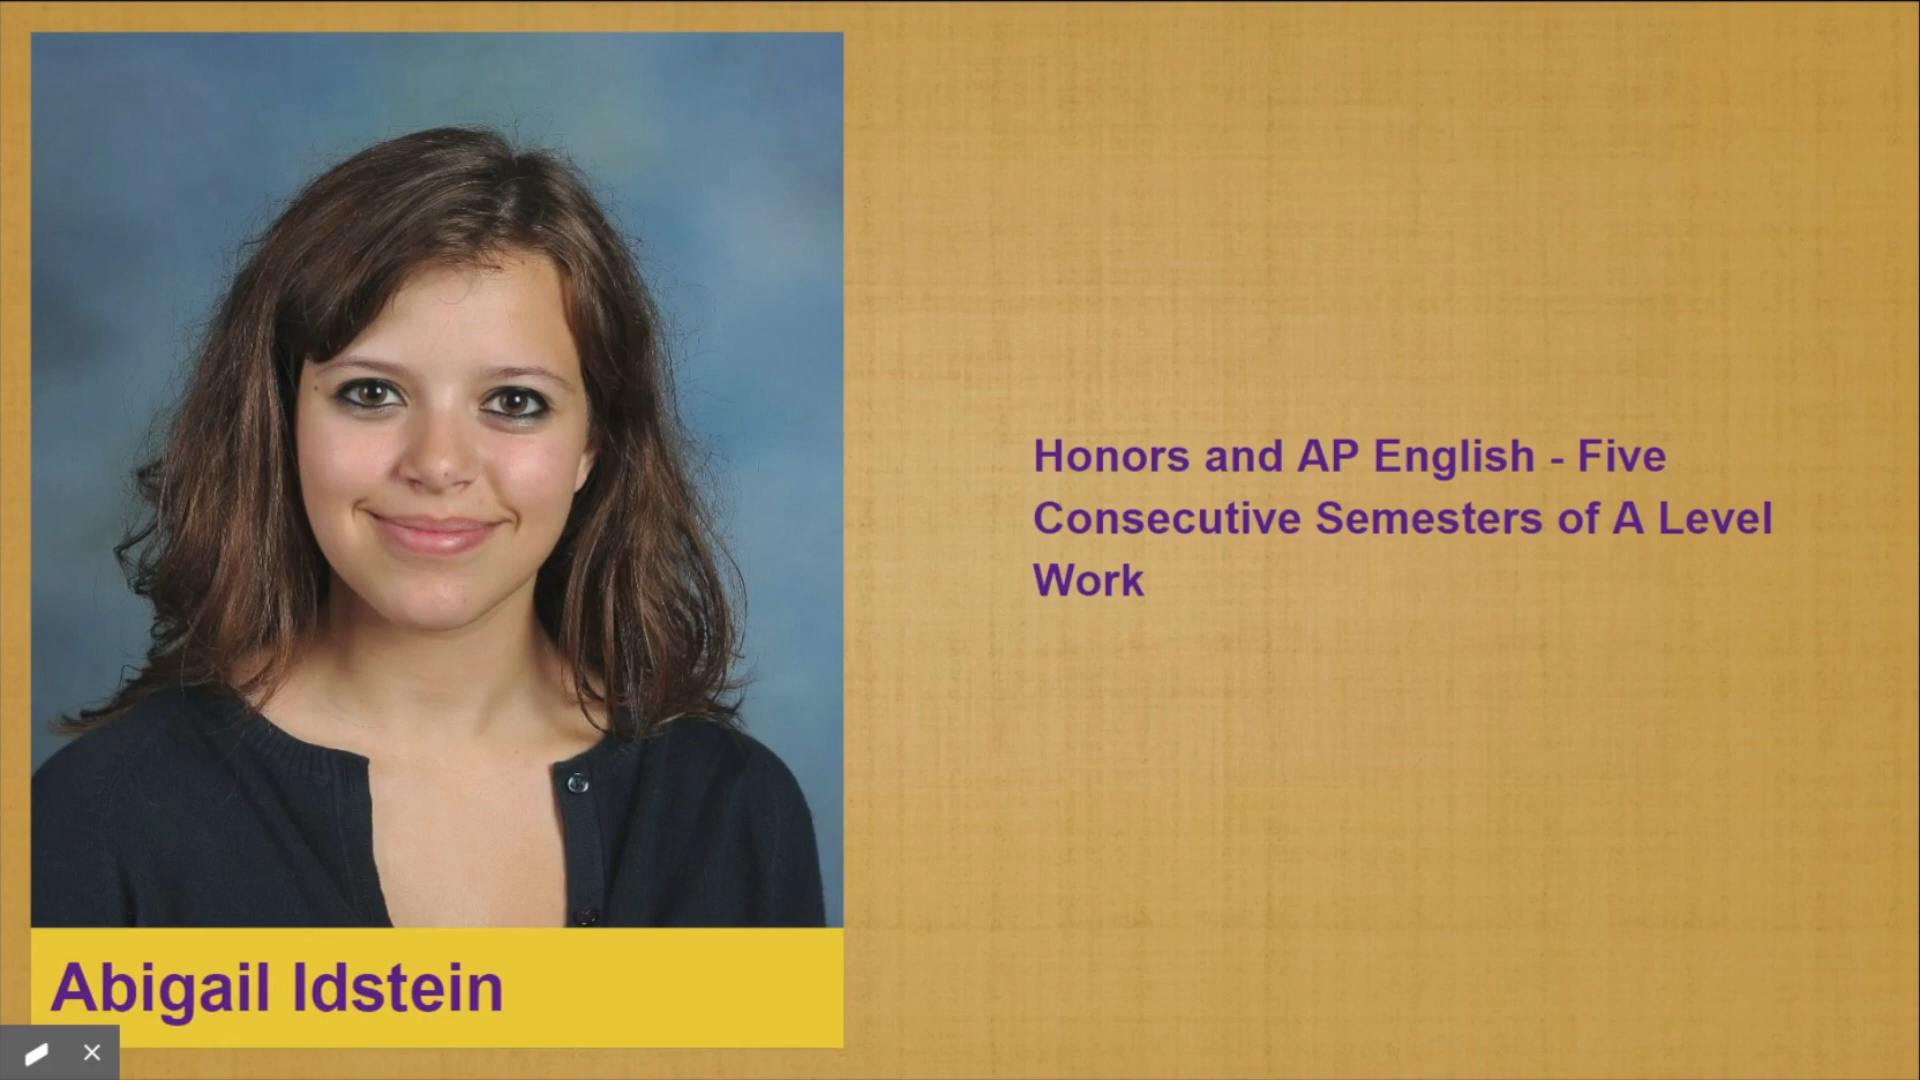 Honors and AP English - Five
Consecutive Semesters of A Level
Work
Abigail Idstein